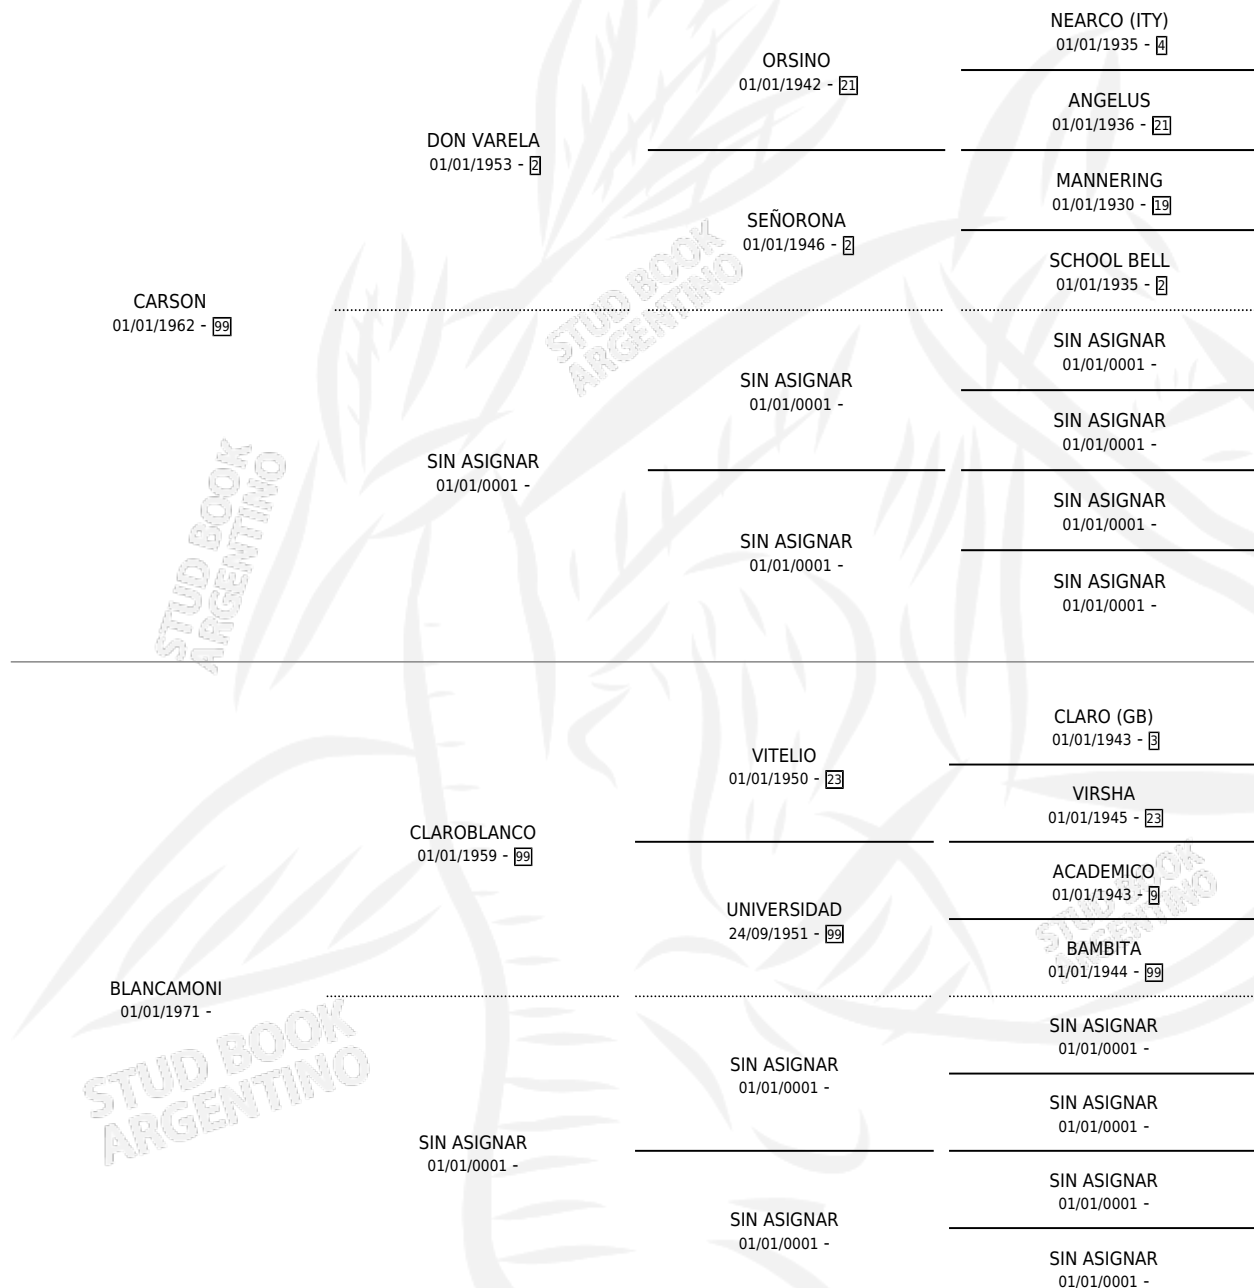 NEARCO (ITY)
01/01/1935 - 4
ORSINO
01/01/1942 - 21
ANGELUS
01/01/1936 - 21
DON VARELA
01/01/1953 - 2
MANNERING
01/01/1930 - 19
SEÑORONA
01/01/1946 - 2
SCHOOL BELL
01/01/1935 - 2
CARSON
01/01/1962 - 99
SIN ASIGNAR
01/01/0001 -
SIN ASIGNAR
01/01/0001 -
SIN ASIGNAR
01/01/0001 -
SIN ASIGNAR
01/01/0001 -
SIN ASIGNAR
01/01/0001 -
SIN ASIGNAR
01/01/0001 -
SIN ASIGNAR
01/01/0001 -
CLARO (GB)
01/01/1943 - 3
VITELIO
01/01/1950 - 23
VIRSHA
01/01/1945 - 23
CLAROBLANCO
01/01/1959 - 99
ACADEMICO
01/01/1943 - 9
UNIVERSIDAD
24/09/1951 - 99
BAMBITA
01/01/1944 - 99
BLANCAMONI
01/01/1971 -
SIN ASIGNAR
01/01/0001 -
SIN ASIGNAR
01/01/0001 -
SIN ASIGNAR
01/01/0001 -
SIN ASIGNAR
01/01/0001 -
SIN ASIGNAR
01/01/0001 -
SIN ASIGNAR
01/01/0001 -
SIN ASIGNAR
01/01/0001 -
STUD BOOK
ARGENTINO
STUD BOOK
ARGENTINO
STUD BOOK
ARGENTINO
STUD BOOK
ARGENTINO